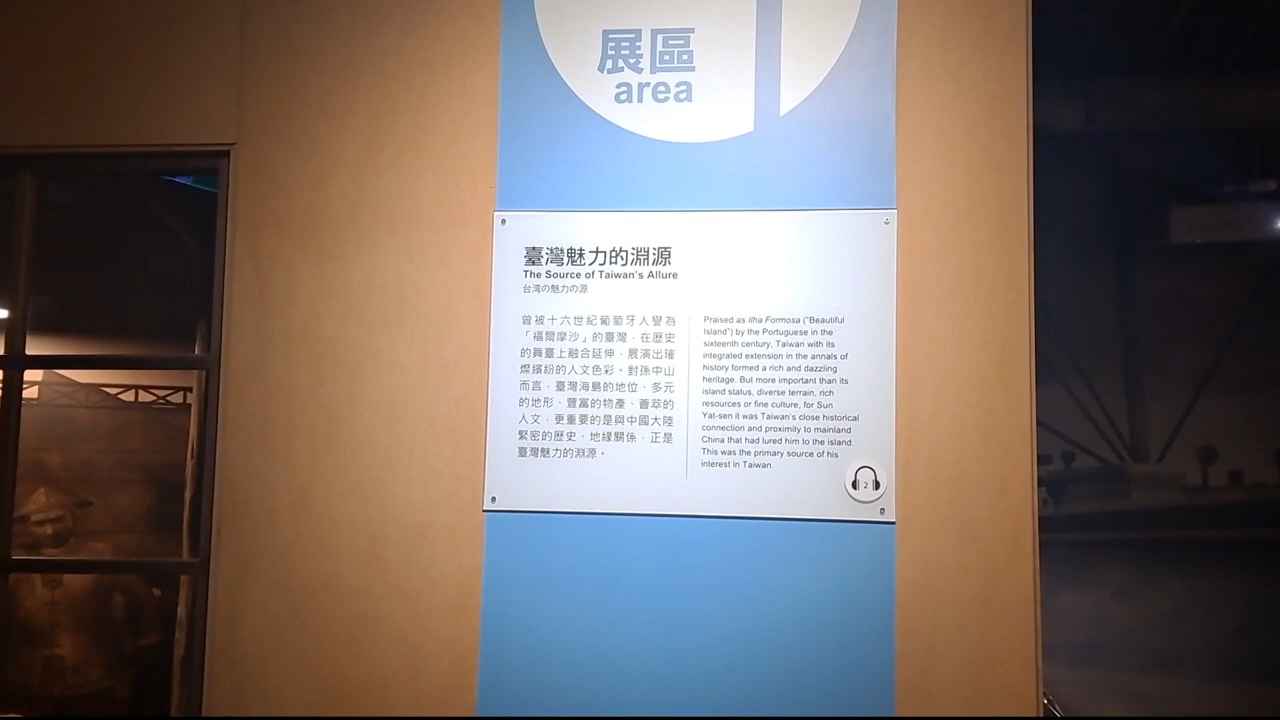 展區
area
臺灣魅力的淵源
The Source of Taiwan's Allure
台湾の魅力の源
曾被十六世紀葡萄牙人譽為
「福爾摩沙」的臺灣，在歷史
的舞臺上融合延伸，展演出璀
燦繽紛的人文色彩。對孫中山
而言，臺灣海島的地位、多元
的地形、豐富的物產、薈萃的
人文，更重要的是與中國大陸
緊密的歷史、地緣關係，正是
臺灣魅力的淵源。
Praised as Ilha Formosa ("Beautiful
Island") by the Portuguese in the
sixteenth century, Taiwan with its
integrated extension in the annals of
history formed a rich and dazzling
heritage. But more important than its
island status, diverse terrain, rich
resources or fine culture, for Sun
Yat-sen it was Taiwan's close historical
connection and proximity to mainland
China that had lured him to the island.
This was the primary source of his
interest in Taiwan.
2